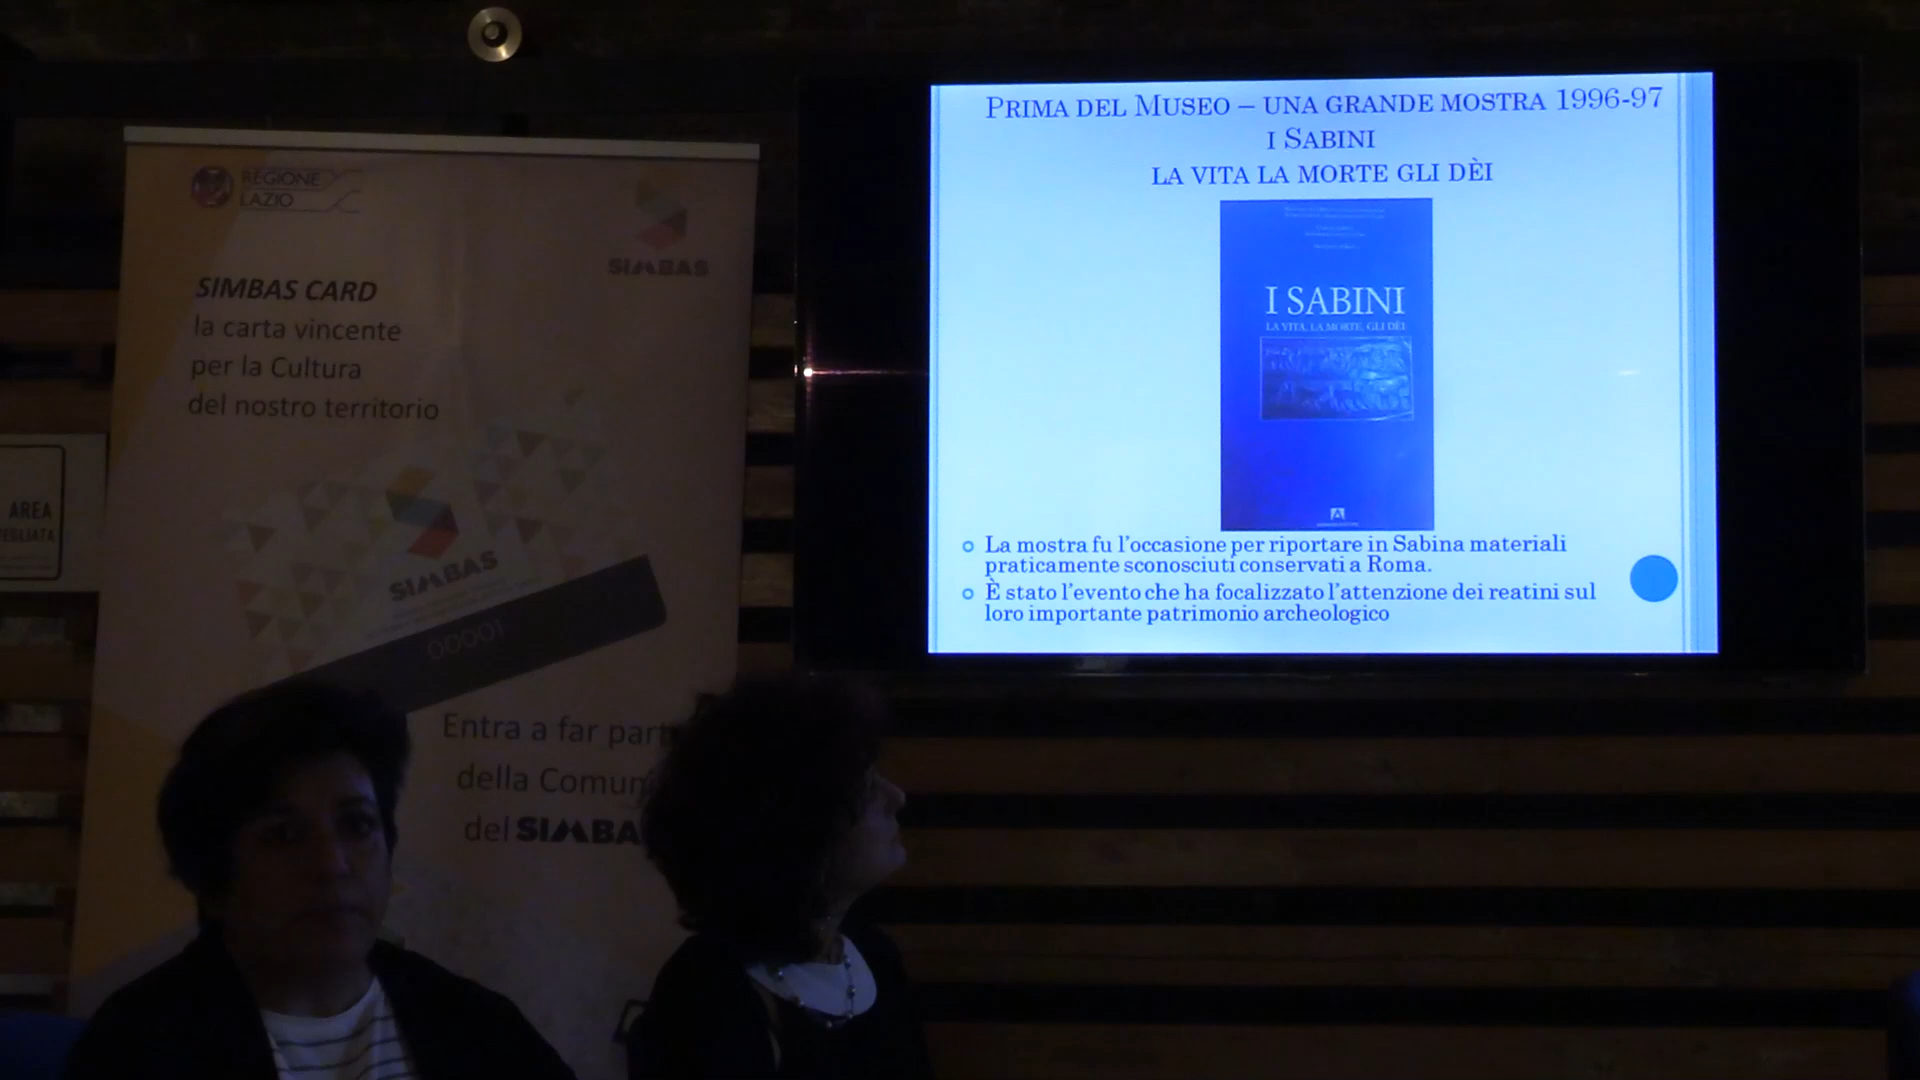 REGIONE
LAZIO
SIMBAS
SIMBAS CARD
la carta vincente
per la Cultura
del nostro territorio
SIMBAS
00001
Entra a far part
della Comun
del SIMBA
AREA
PRIMA DEL MUSEO – UNA GRANDE MOSTRA 1996-97
I SABINI
LA VITA LA MORTE GLI DÈI
I SABINI
LA VITA, LA MORTE, GLI DÈI
La mostra fu l'occasione per riportare in Sabina materiali
praticamente sconosciuti conservati a Roma.
È stato l'evento che ha focalizzato l'attenzione dei reatini sul
loro importante patrimonio archeologico